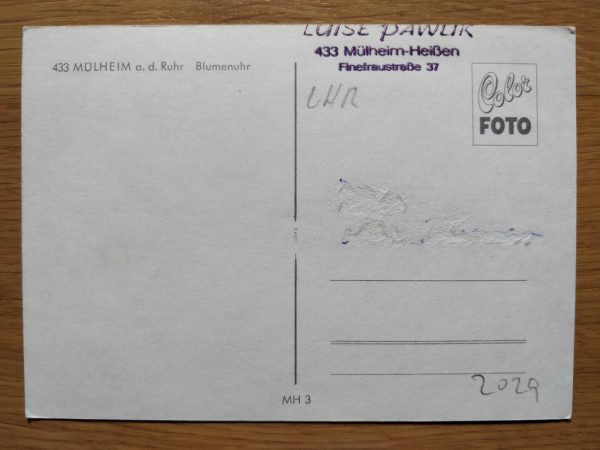 LUISE PAWLIK
433 Mülheim-Heißen
Finefraustraße 37
433 MÜLHEIM a. d. Ruhr Blumenuhr
UHR
Color
FOTO
2029
MH 3